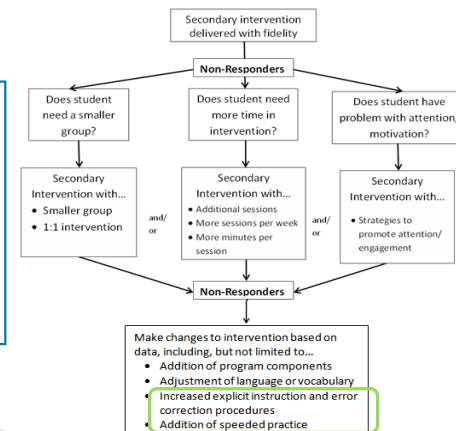 Secondary intervention
delivered with fidelity
Non-Responders
Does student
need a smaller
group?
Does student need
more time in
intervention?
Does student have
problem with attention,
motivation?
Secondary
Intervention with...
• Smaller group
• 1:1 intervention
and/
or
Secondary
Intervention with...
• Additional sessions
• More sessions per week
• More minutes per
session
and/
or
Secondary
Intervention with...
• Strategies to
promote attention/
engagement
Non-Responders
Make changes to intervention based on
data, including, but not limited to...
• Addition of program components
• Adjustment of language or vocabulary
• Increased explicit instruction and error
correction procedures
• Addition of speeded practice